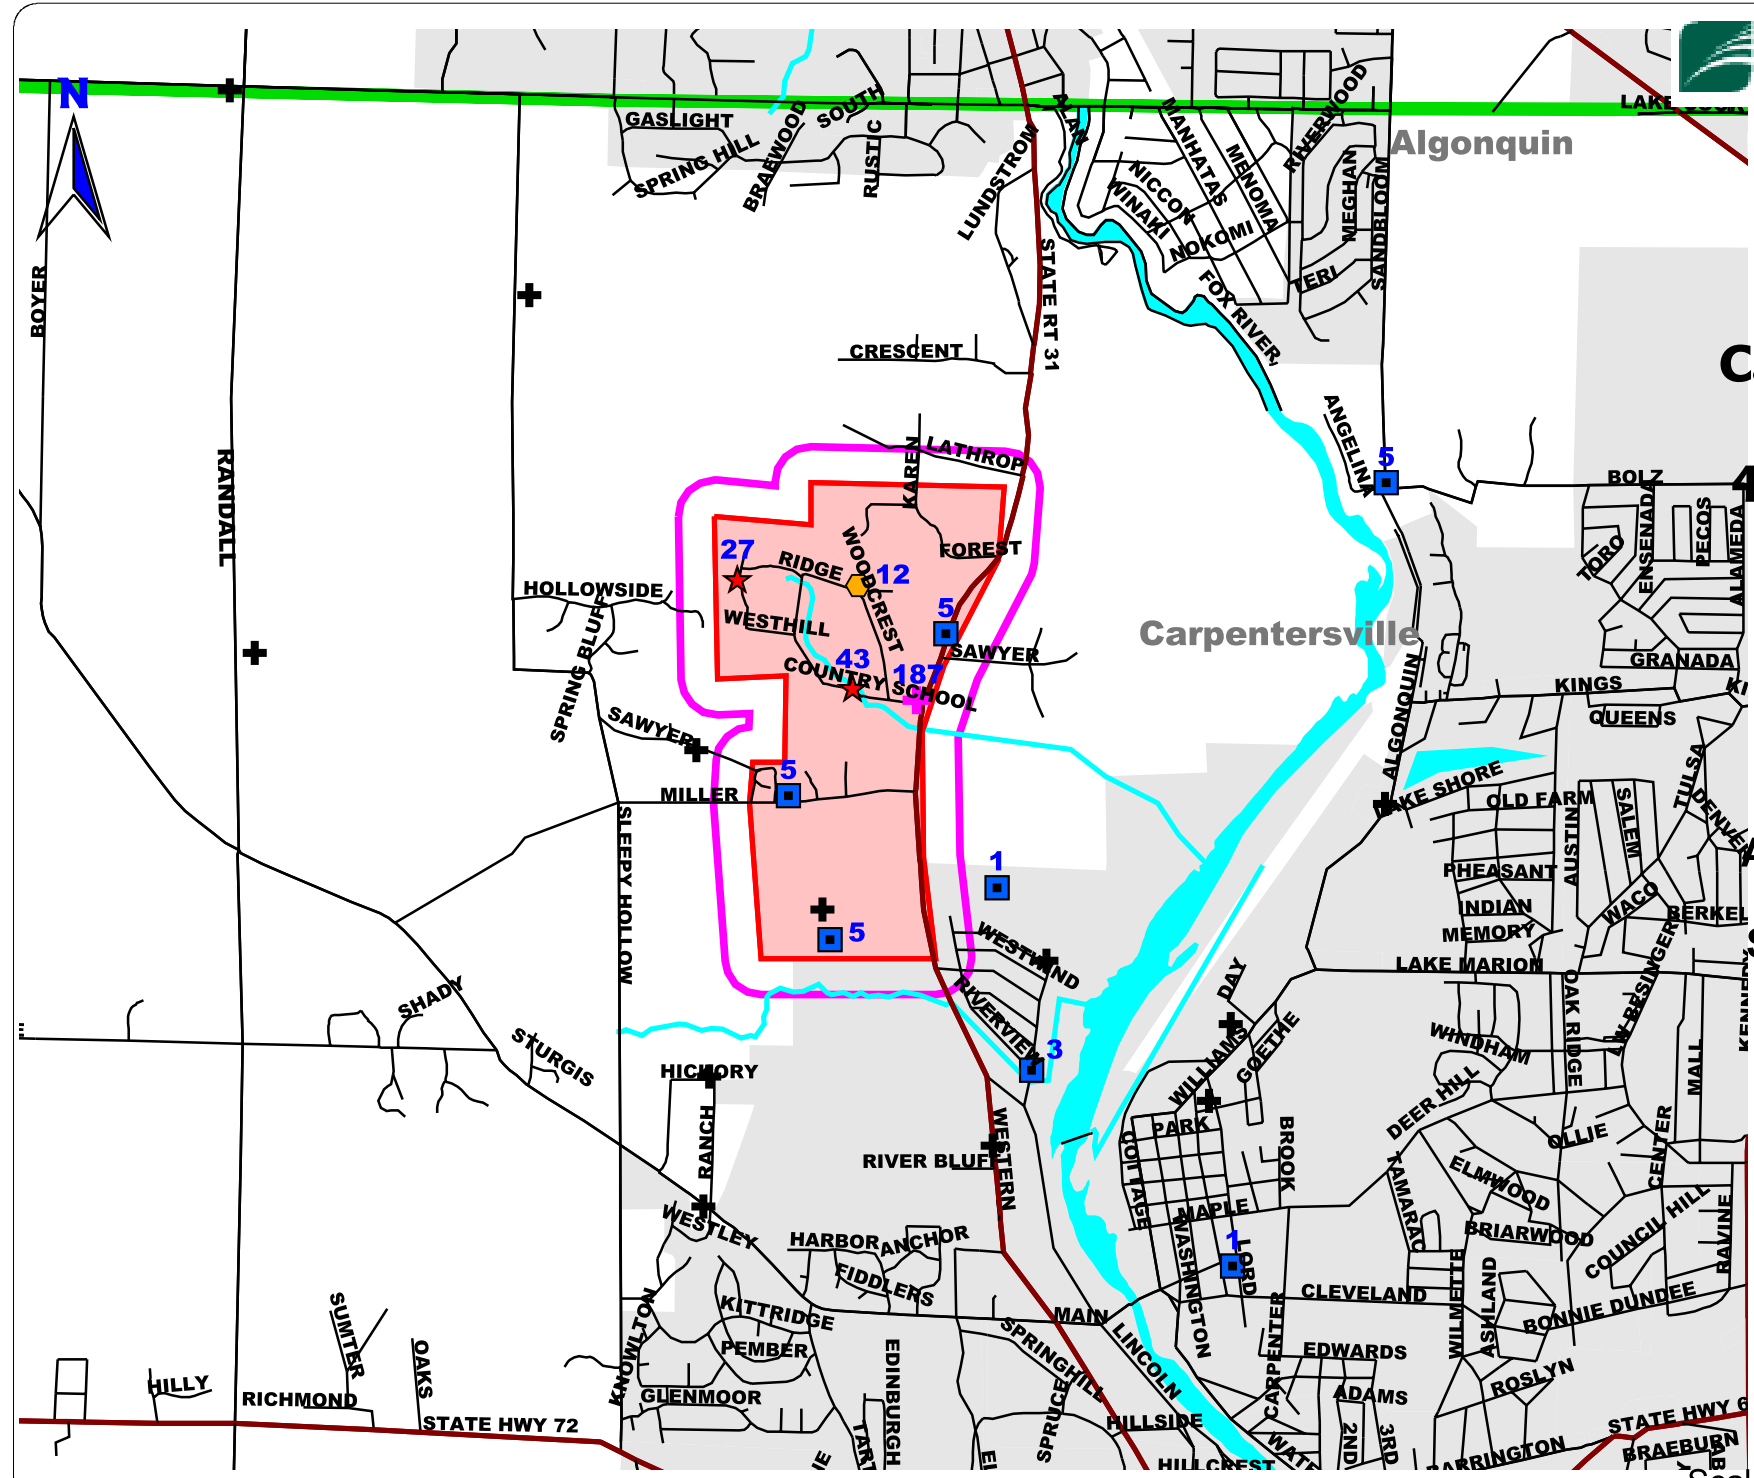 N
GASLIGHT
SOUTH
SPRING HILL
BRAEWOOD
RUSTIC
LUNDSTROM
ALAN
MANHATAS
RIVERWOOD
MENOMA
NICCON
WINAKI
NOKOMI
MEGHAN
SANDBLOOM
TERI
Algonquin
BOYER
STATE RT 31
FOX RIVER,
CRESCENT
ANGELINA
5
BOLZ
RANDALL
KAREN
LATHROP
FOREST
27
RIDGE
WOODCREST
12
5
HOLLOWSIDE
WESTHILL
SPRING BLUFF
SAWYER
43
COUNTRY SCHOOL
187
SAWYER
Carpentersville
TORO
ENSENADA
PECOS
ALAMEDA
GRANADA
KINGS
QUEENS
ALGONQUIN
5
MILLER
SLEEPY HOLLOW
LAKE SHORE
OLD FARM
AUSTIN
SALEM
TULSA
DENVER
1
PHEASANT
INDIAN
MEMORY
WACO
5
WESTWIND
LAKE MARION
LW BESINGER
KENNEDY
SHADY
STURGIS
RIVERVIEW
3
DAY
WILLIAMS
GOETHE
WINDHAM
OAK RIDGE
MALL
HICKORY
RANCH
DEER HILL
PARK
BROOK
OLLIE
CENTER
WESTERN
RIVER BLUFF
COTTAGE
TAMARAC
ELMWOOD
COUNCIL HILL
RAVINE
WESTLEY
HARBOR
ANCHOR
MAPLE
WASHINGTON
1
LORD
BRIARWOOD
FIDDLERS
CLEVELAND
WILMETTE
ASHLAND
BONNIE DUNDEE
SUMTER
KNOWLTON
KITTRIDGE
MAIN
PEMBER
SPRINGHILL
LINCOLN
CARPENTER
EDWARDS
OAKS
EDINBURGH
HILLY
RICHMOND
GLENMOOR
SPRUCE
ADAMS
ROSLYN
STATE HWY 72
HILLSIDE
2ND
3RD
STATE HWY 6
BRAEBURN
HILLCREST